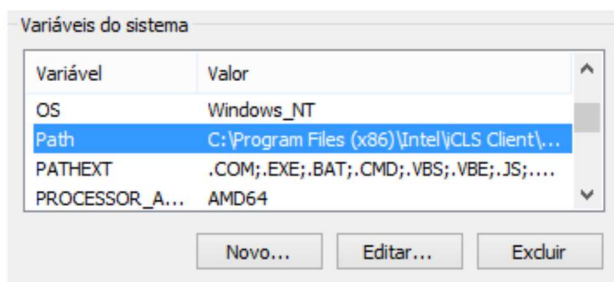 Variáveis do sistema
Variável Valor
OS Windows_NT
Path C:\Program Files (x86)\Intel\iCLS Client\...
PATHEXT .COM;.EXE;.BAT;.CMD;.VBS;.VBE;.JS;....
PROCESSOR_A... AMD64
Novo... Editar... Excluir